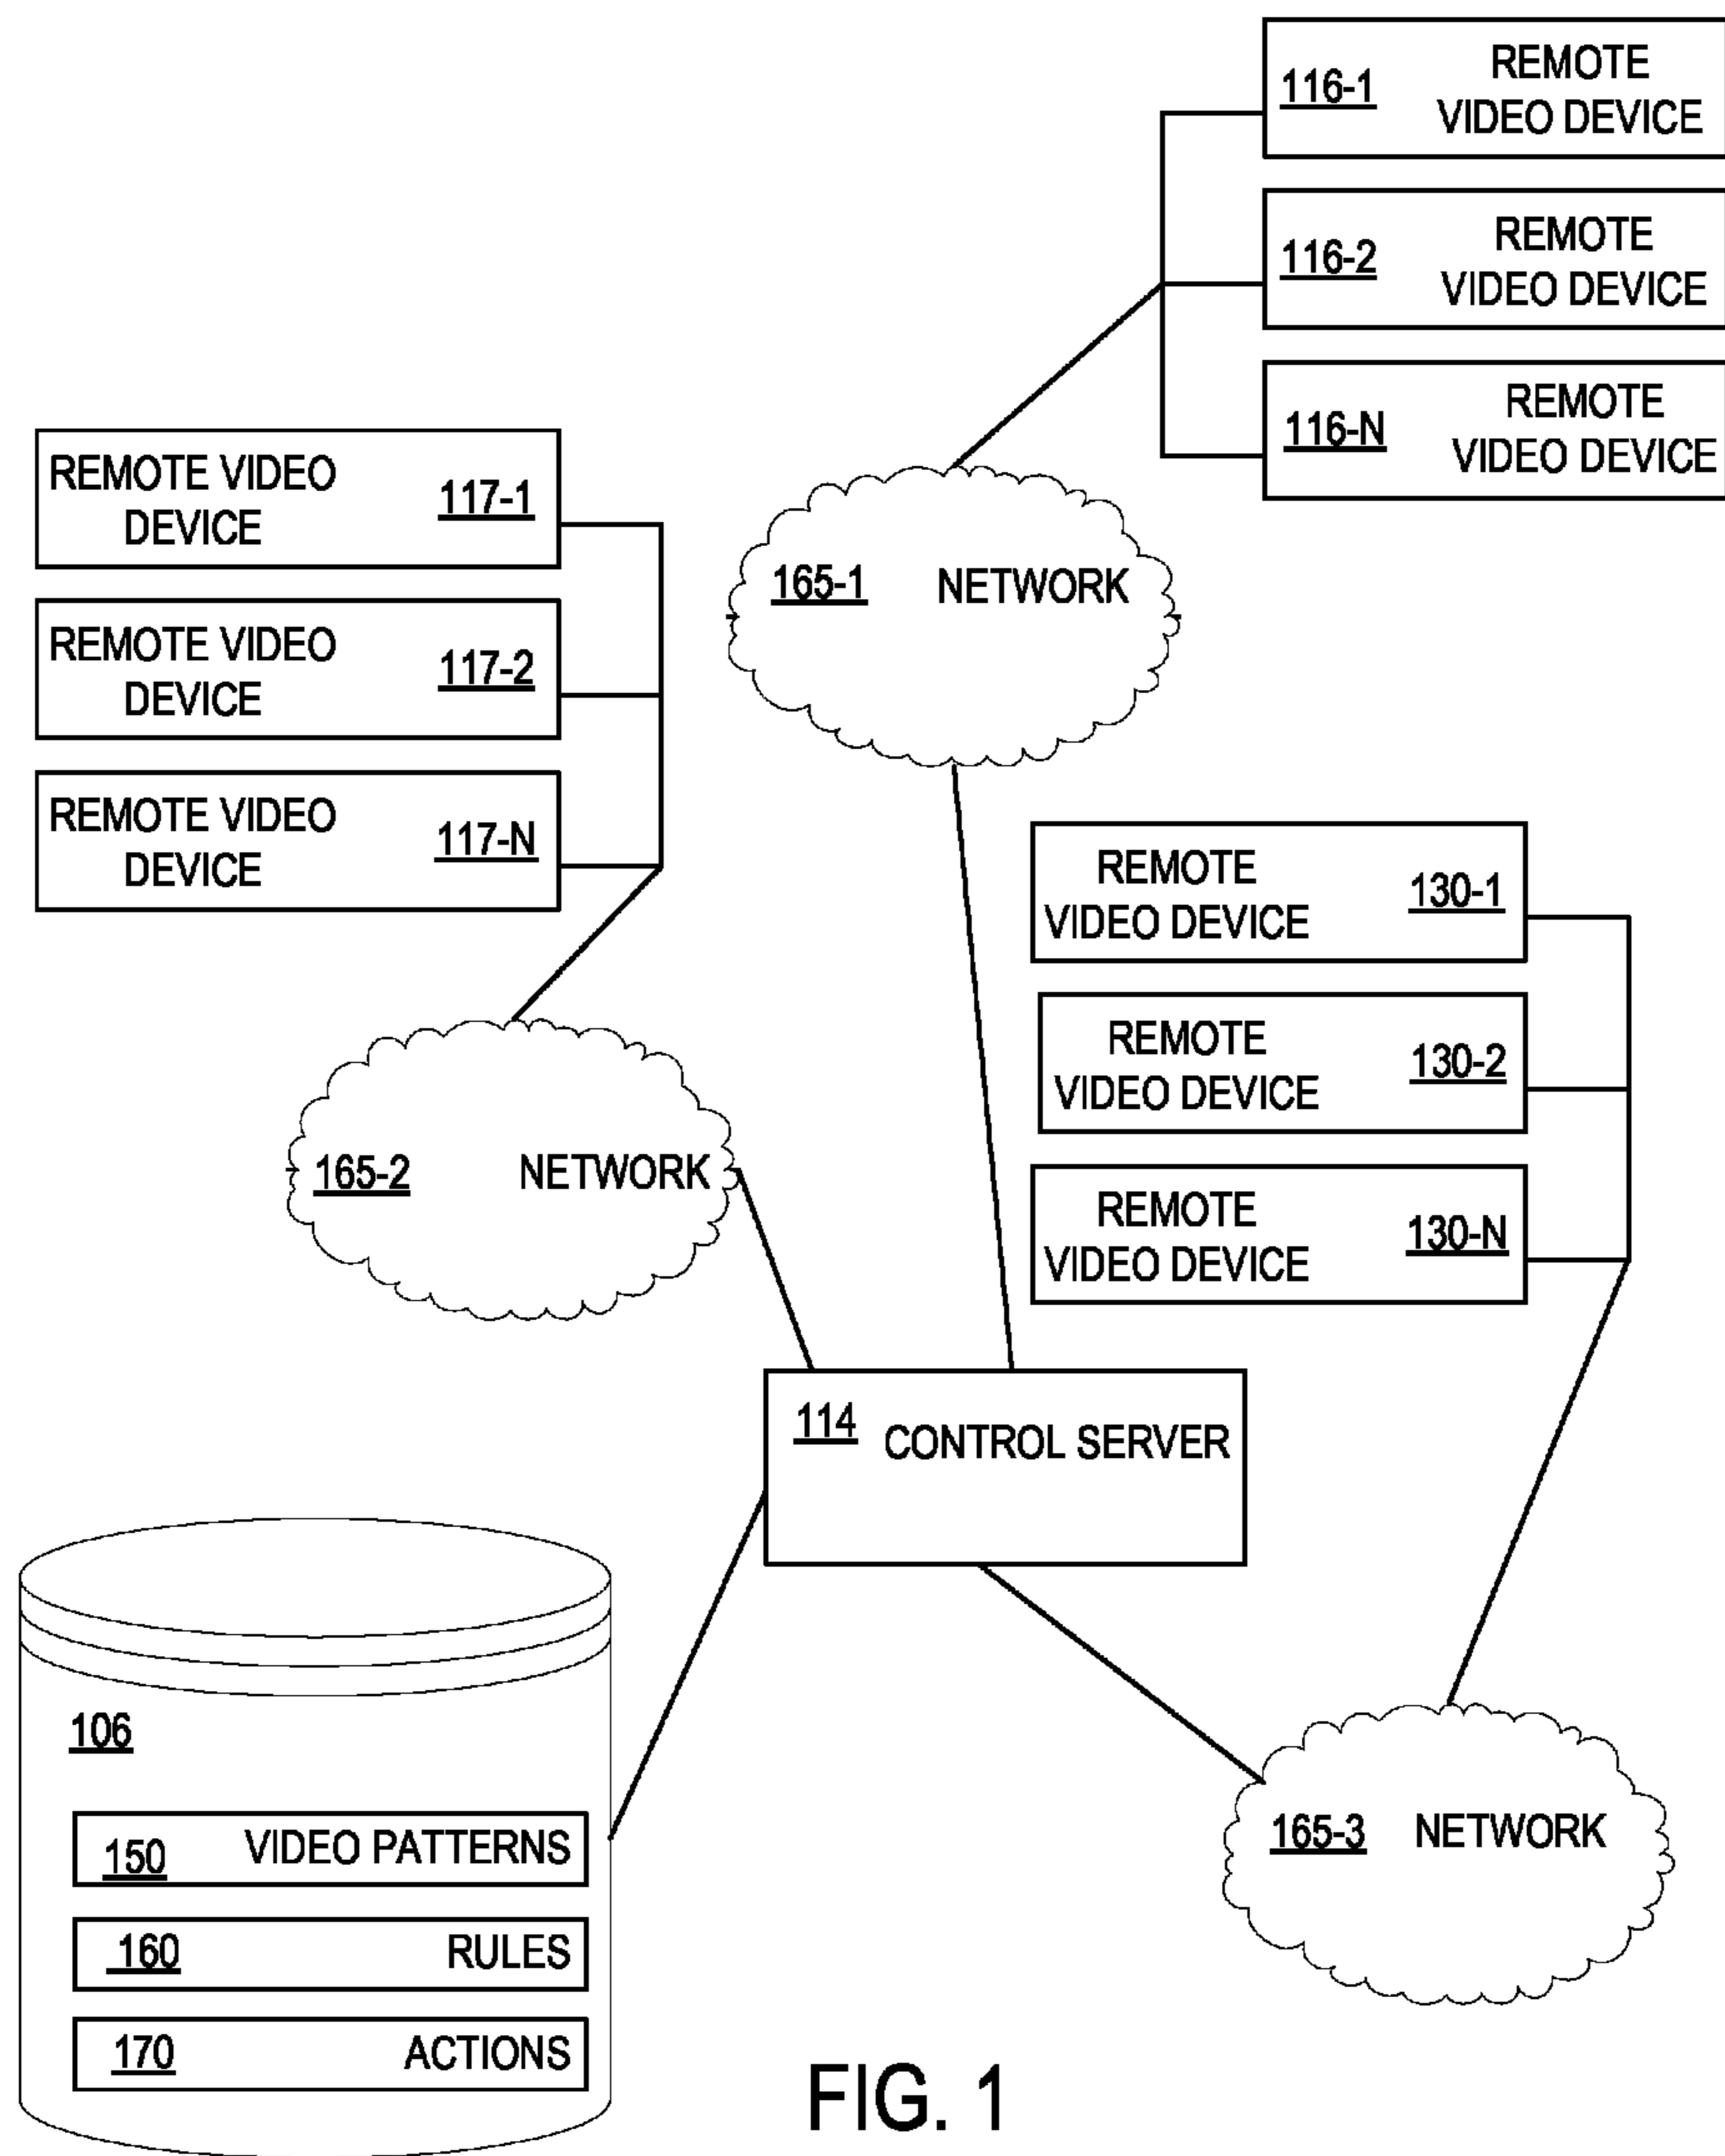 116-1 REMOTE
VIDEO DEVICE
116-2 REMOTE
VIDEO DEVICE
116-N REMOTE
VIDEO DEVICE
REMOTE VIDEO
DEVICE 117-1
REMOTE VIDEO
DEVICE 117-2
REMOTE VIDEO
DEVICE 117-N
165-1 NETWORK
REMOTE
VIDEO DEVICE 130-1
REMOTE
VIDEO DEVICE 130-2
REMOTE
VIDEO DEVICE 130-N
165-2 NETWORK
114 CONTROL SERVER
106
150 VIDEO PATTERNS
160 RULES
170 ACTIONS
165-3 NETWORK
FIG. 1